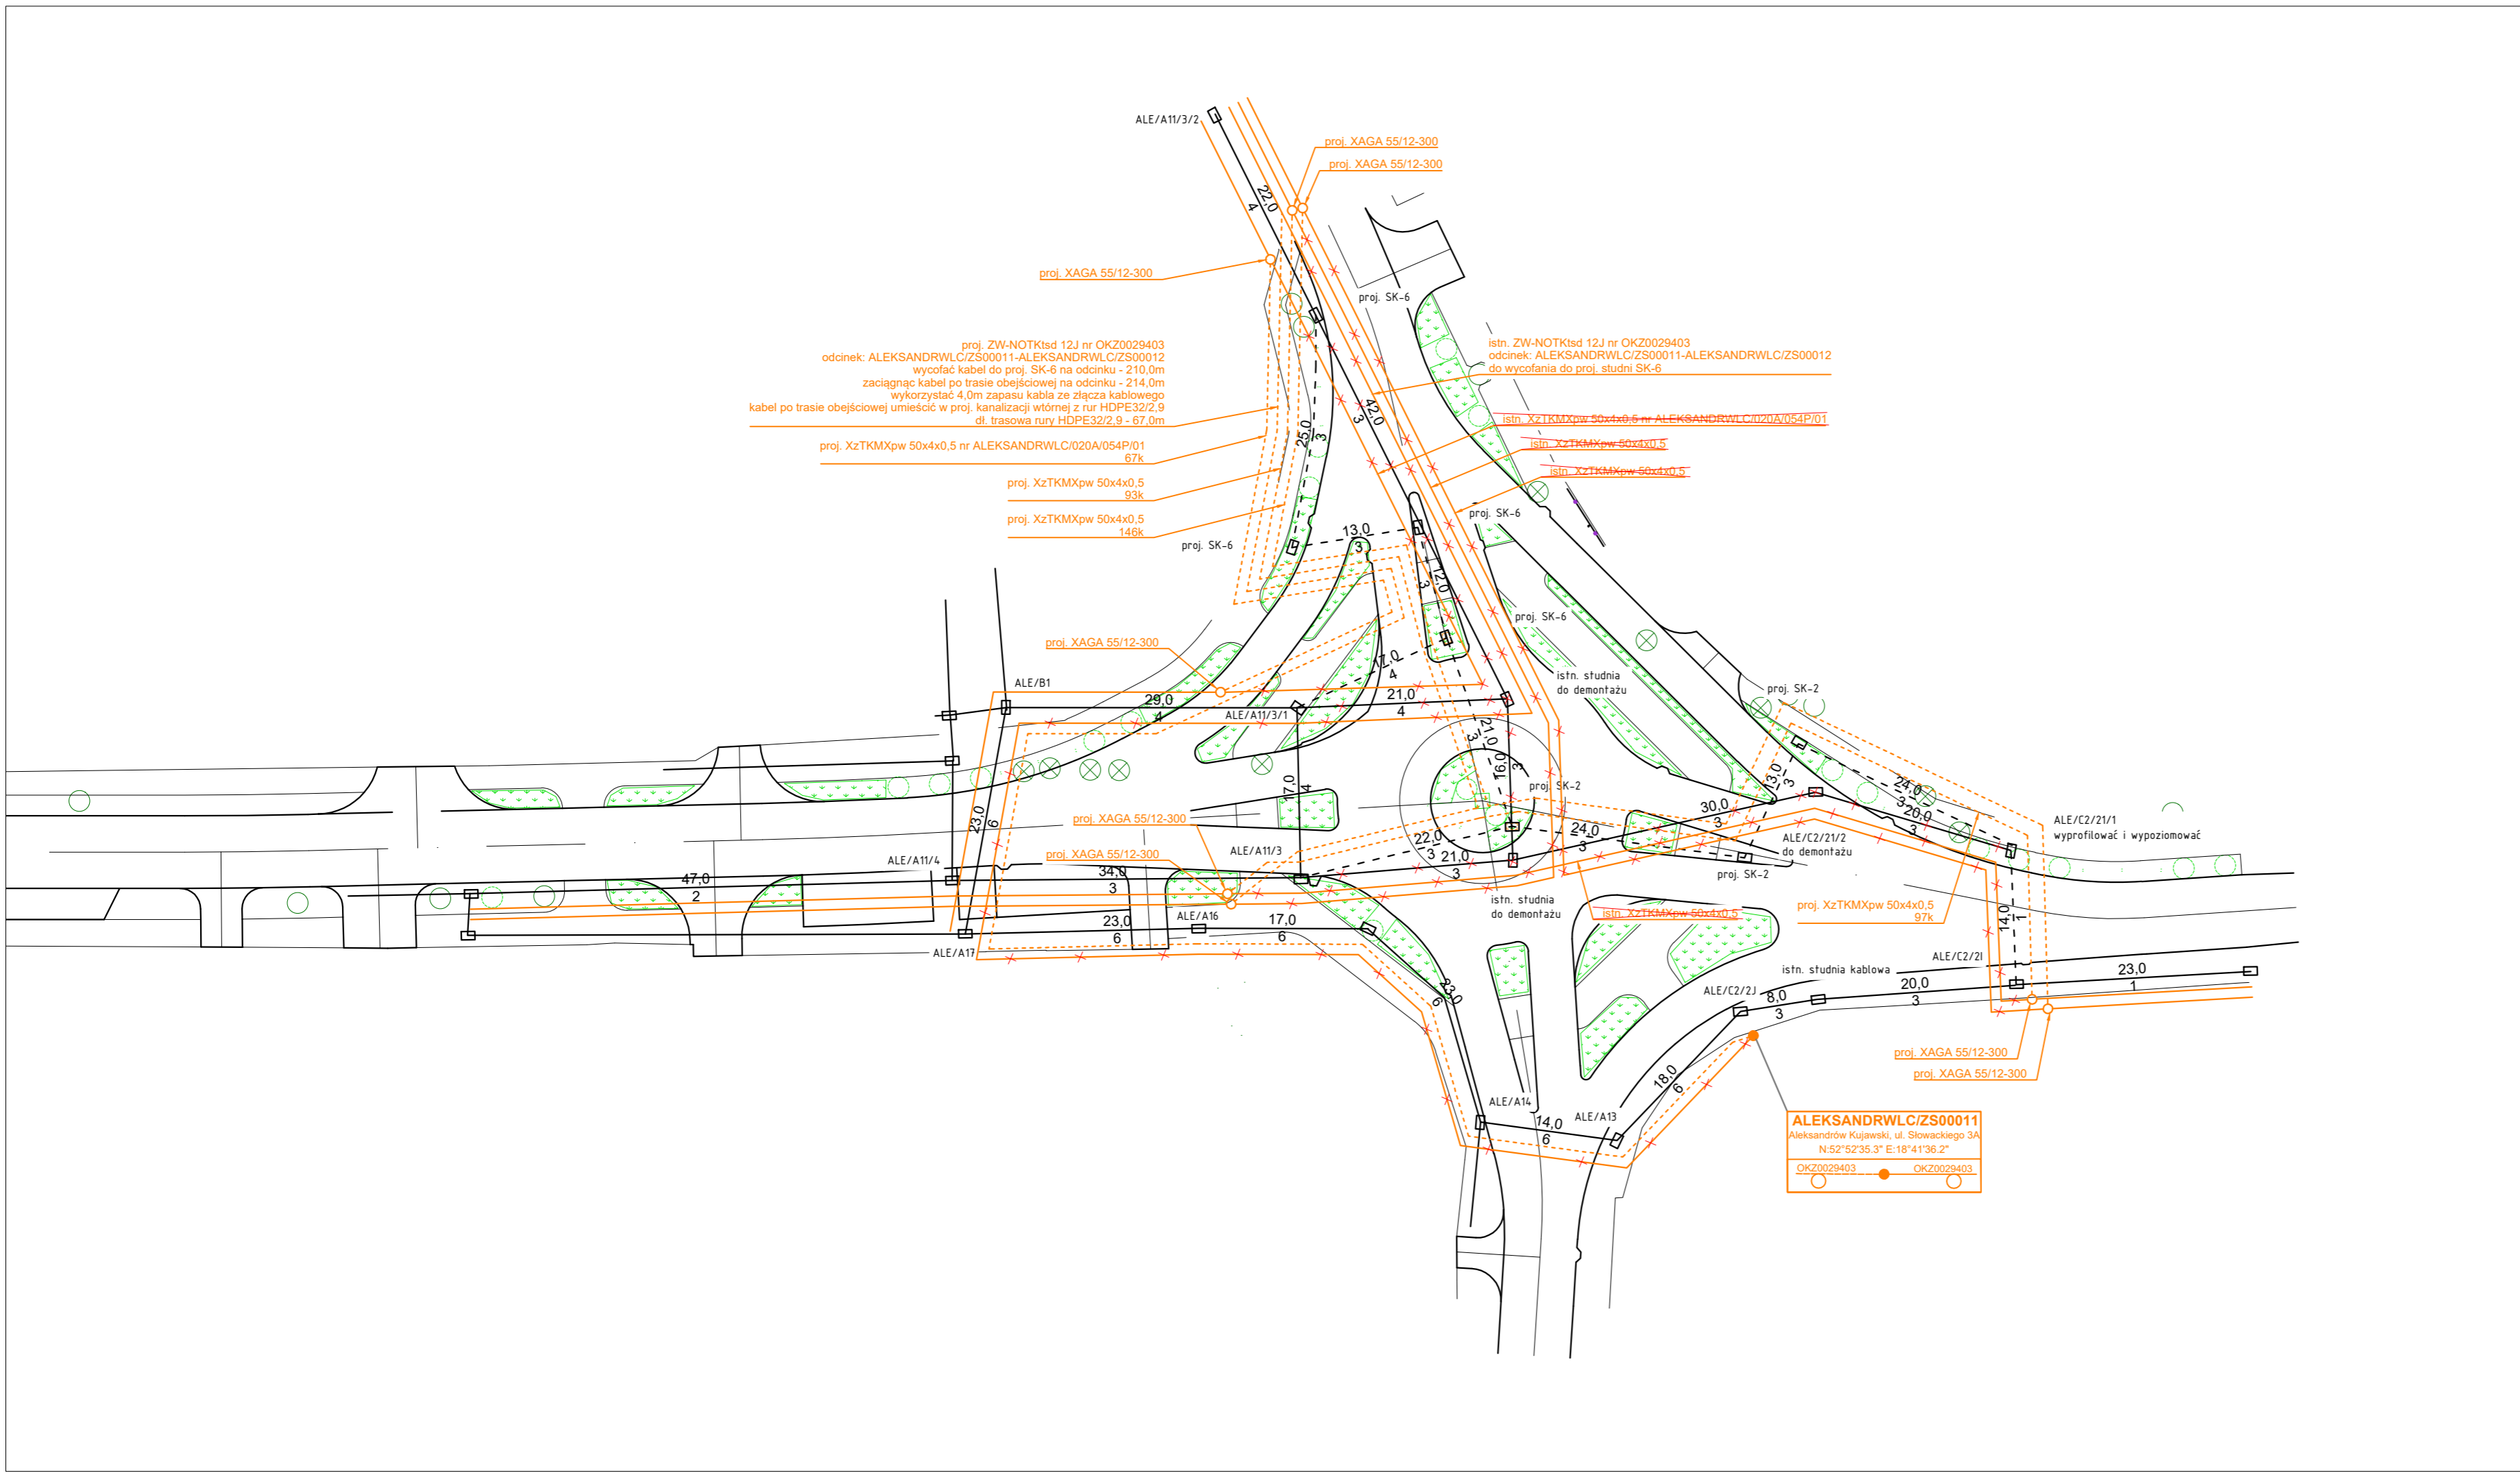 ALE/A11/3/2
proj. XAGA 55/12-300
proj. XAGA 55/12-300
22,0
4
proj. XAGA 55/12-300
proj. SK-6
proj. ZW-NOTKtsd 12J nr OKZ0029403
odcinek: ALEKSANDRWLC/ZS00011-ALEKSANDRWLC/ZS00012
wycofać kabel do proj. SK-6 na odcinku - 210,0m
zaciągnąc kabel po trasie obejściowej na odcinku - 214,0m
wykorzystać 4,0m zapasu kabla ze złącza kablowego
kabel po trasie obejściowej umieścić w proj. kanalizacji wtórnej z rur HDPE32/2,9
dł. trasowa rury HDPE32/2,9 - 67,0m
istn. ZW-NOTKtsd 12J nr OKZ0029403
odcinek: ALEKSANDRWLC/ZS00011-ALEKSANDRWLC/ZS00012
do wycofania do proj. studni SK-6
42,0
3
25,0
3
istn. XzTKMXpw 50x4x0,5 nr ALEKSANDRWLC/020A/054P/01
istn. XzTKMXpw 50x4x0,5
istn. XzTKMXpw 50x4x0,5
proj. XzTKMXpw 50x4x0,5 nr ALEKSANDRWLC/020A/054P/01
67k
proj. XzTKMXpw 50x4x0,5
93k
proj. XzTKMXpw 50x4x0,5
146k
proj. SK-6
proj. SK-6
13,0
3
12,0
3
proj. SK-6
proj. XAGA 55/12-300
17,0
4
istn. studnia
do demontażu
ALE/B1
29,0
4
ALE/A11/3/1
21,0
4
proj. SK-2
21,0
3
16,0
3
13,0
3
24,0
3
17,0
4
proj. SK-2
20,0
3
30,0
3
23,0
6
proj. XAGA 55/12-300
ALE/C2/21/1
wyprofilować i wypoziomować
22,0
3
24,0
3
ALE/C2/21/2
do demontażu
proj. XAGA 55/12-300
ALE/A11/3
21,0
3
ALE/A11/4
34,0
3
47,0
2
proj. SK-2
istn. studnia
do demontażu
istn. XzTKMXpw 50x4x0,5
proj. XzTKMXpw 50x4x0,5
97k
14,0
1
ALE/A16
23,0
6
17,0
6
ALE/A17
ALE/C2/2I
istn. studnia kablowa
23,0
6
ALE/C2/2J
8,0
3
20,0
3
23,0
1
proj. XAGA 55/12-300
proj. XAGA 55/12-300
18,0
6
ALE/A14
ALE/A13
14,0
6
ALEKSANDRWLC/ZS00011
Aleksandrów Kujawski, ul. Słowackiego 3A
N:52°52'35.3" E:18°41'36.2"
OKZ0029403 OKZ0029403